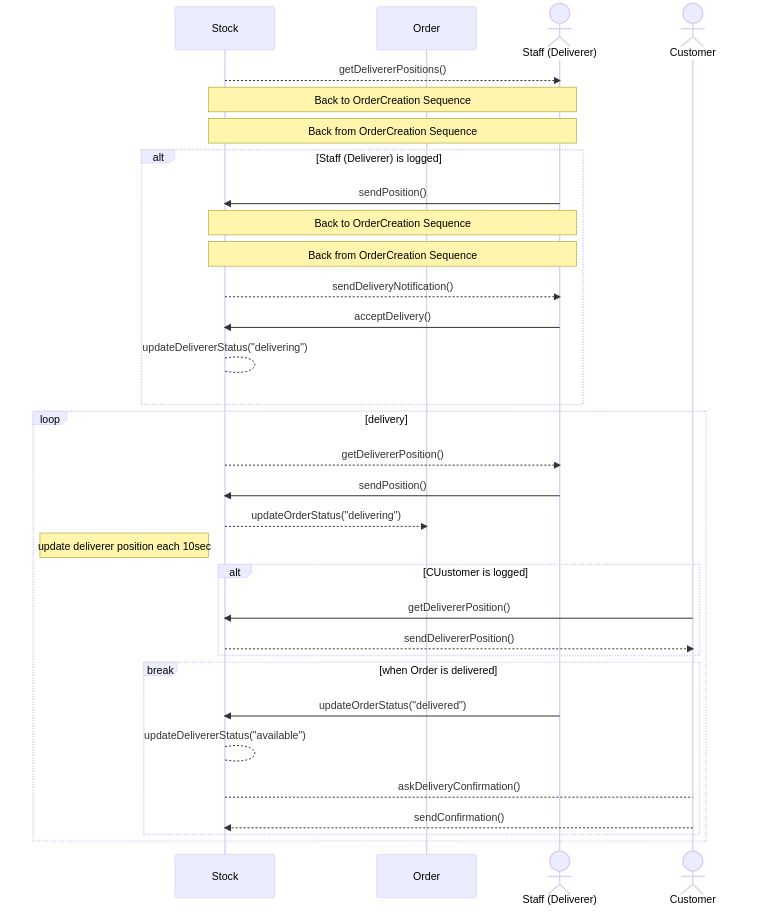 Stock
Order
Staff (Deliverer)
Customer
getDelivererPositions()
Back to OrderCreation Sequence
Back from OrderCreation Sequence
alt
[Staff (Deliverer) is logged]
sendPosition()
Back to OrderCreation Sequence
Back from OrderCreation Sequence
sendDeliveryNotification()
acceptDelivery()
updateDelivererStatus("delivering")
loop
[delivery]
getDelivererPosition()
sendPosition()
updateOrderStatus("delivering")
update deliverer position each 10sec
alt
[CUustomer is logged]
getDelivererPosition()
sendDelivererPosition()
break
[when Order is delivered]
updateOrderStatus("delivered")
updateDelivererStatus("available")
askDeliveryConfirmation()
sendConfirmation()
Stock
Order
Staff (Deliverer)
Customer